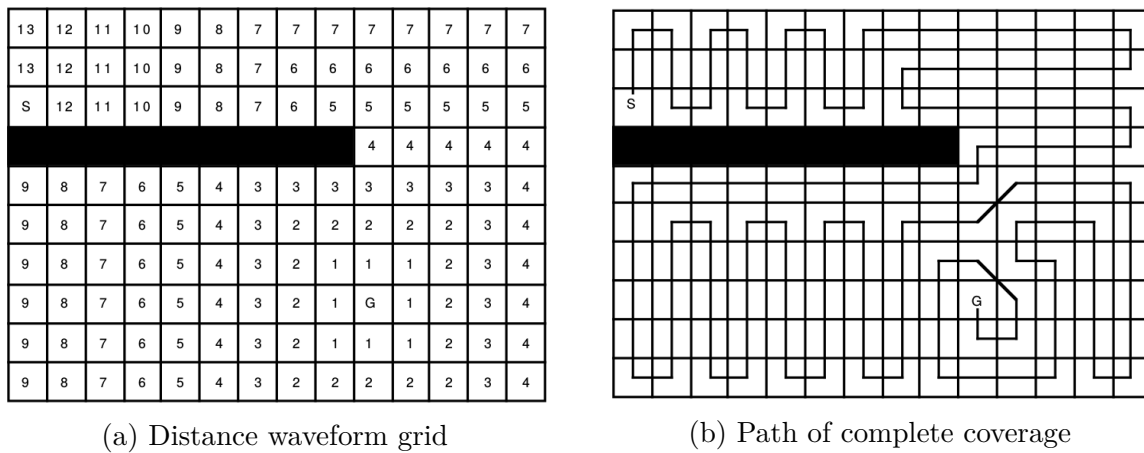 13 12 11 10 9 8 7 7 7 7 7 7 7 7
13 12 11 10 9 8 7 6 6 6 6 6 6 6
S 12 11 10 9 8 7 6 5 5 5 5 5 5
4 4 4 4 4
9 8 7 6 5 4 3 3 3 3 3 3 3 4
9 8 7 6 5 4 3 2 2 2 2 2 3 4
9 8 7 6 5 4 3 2 1 1 1 2 3 4
9 8 7 6 5 4 3 2 1 G 1 2 3 4
9 8 7 6 5 4 3 2 1 1 1 2 3 4
9 8 7 6 5 4 3 2 2 2 2 2 3 4
(a) Distance waveform grid
S
G
(b) Path of complete coverage